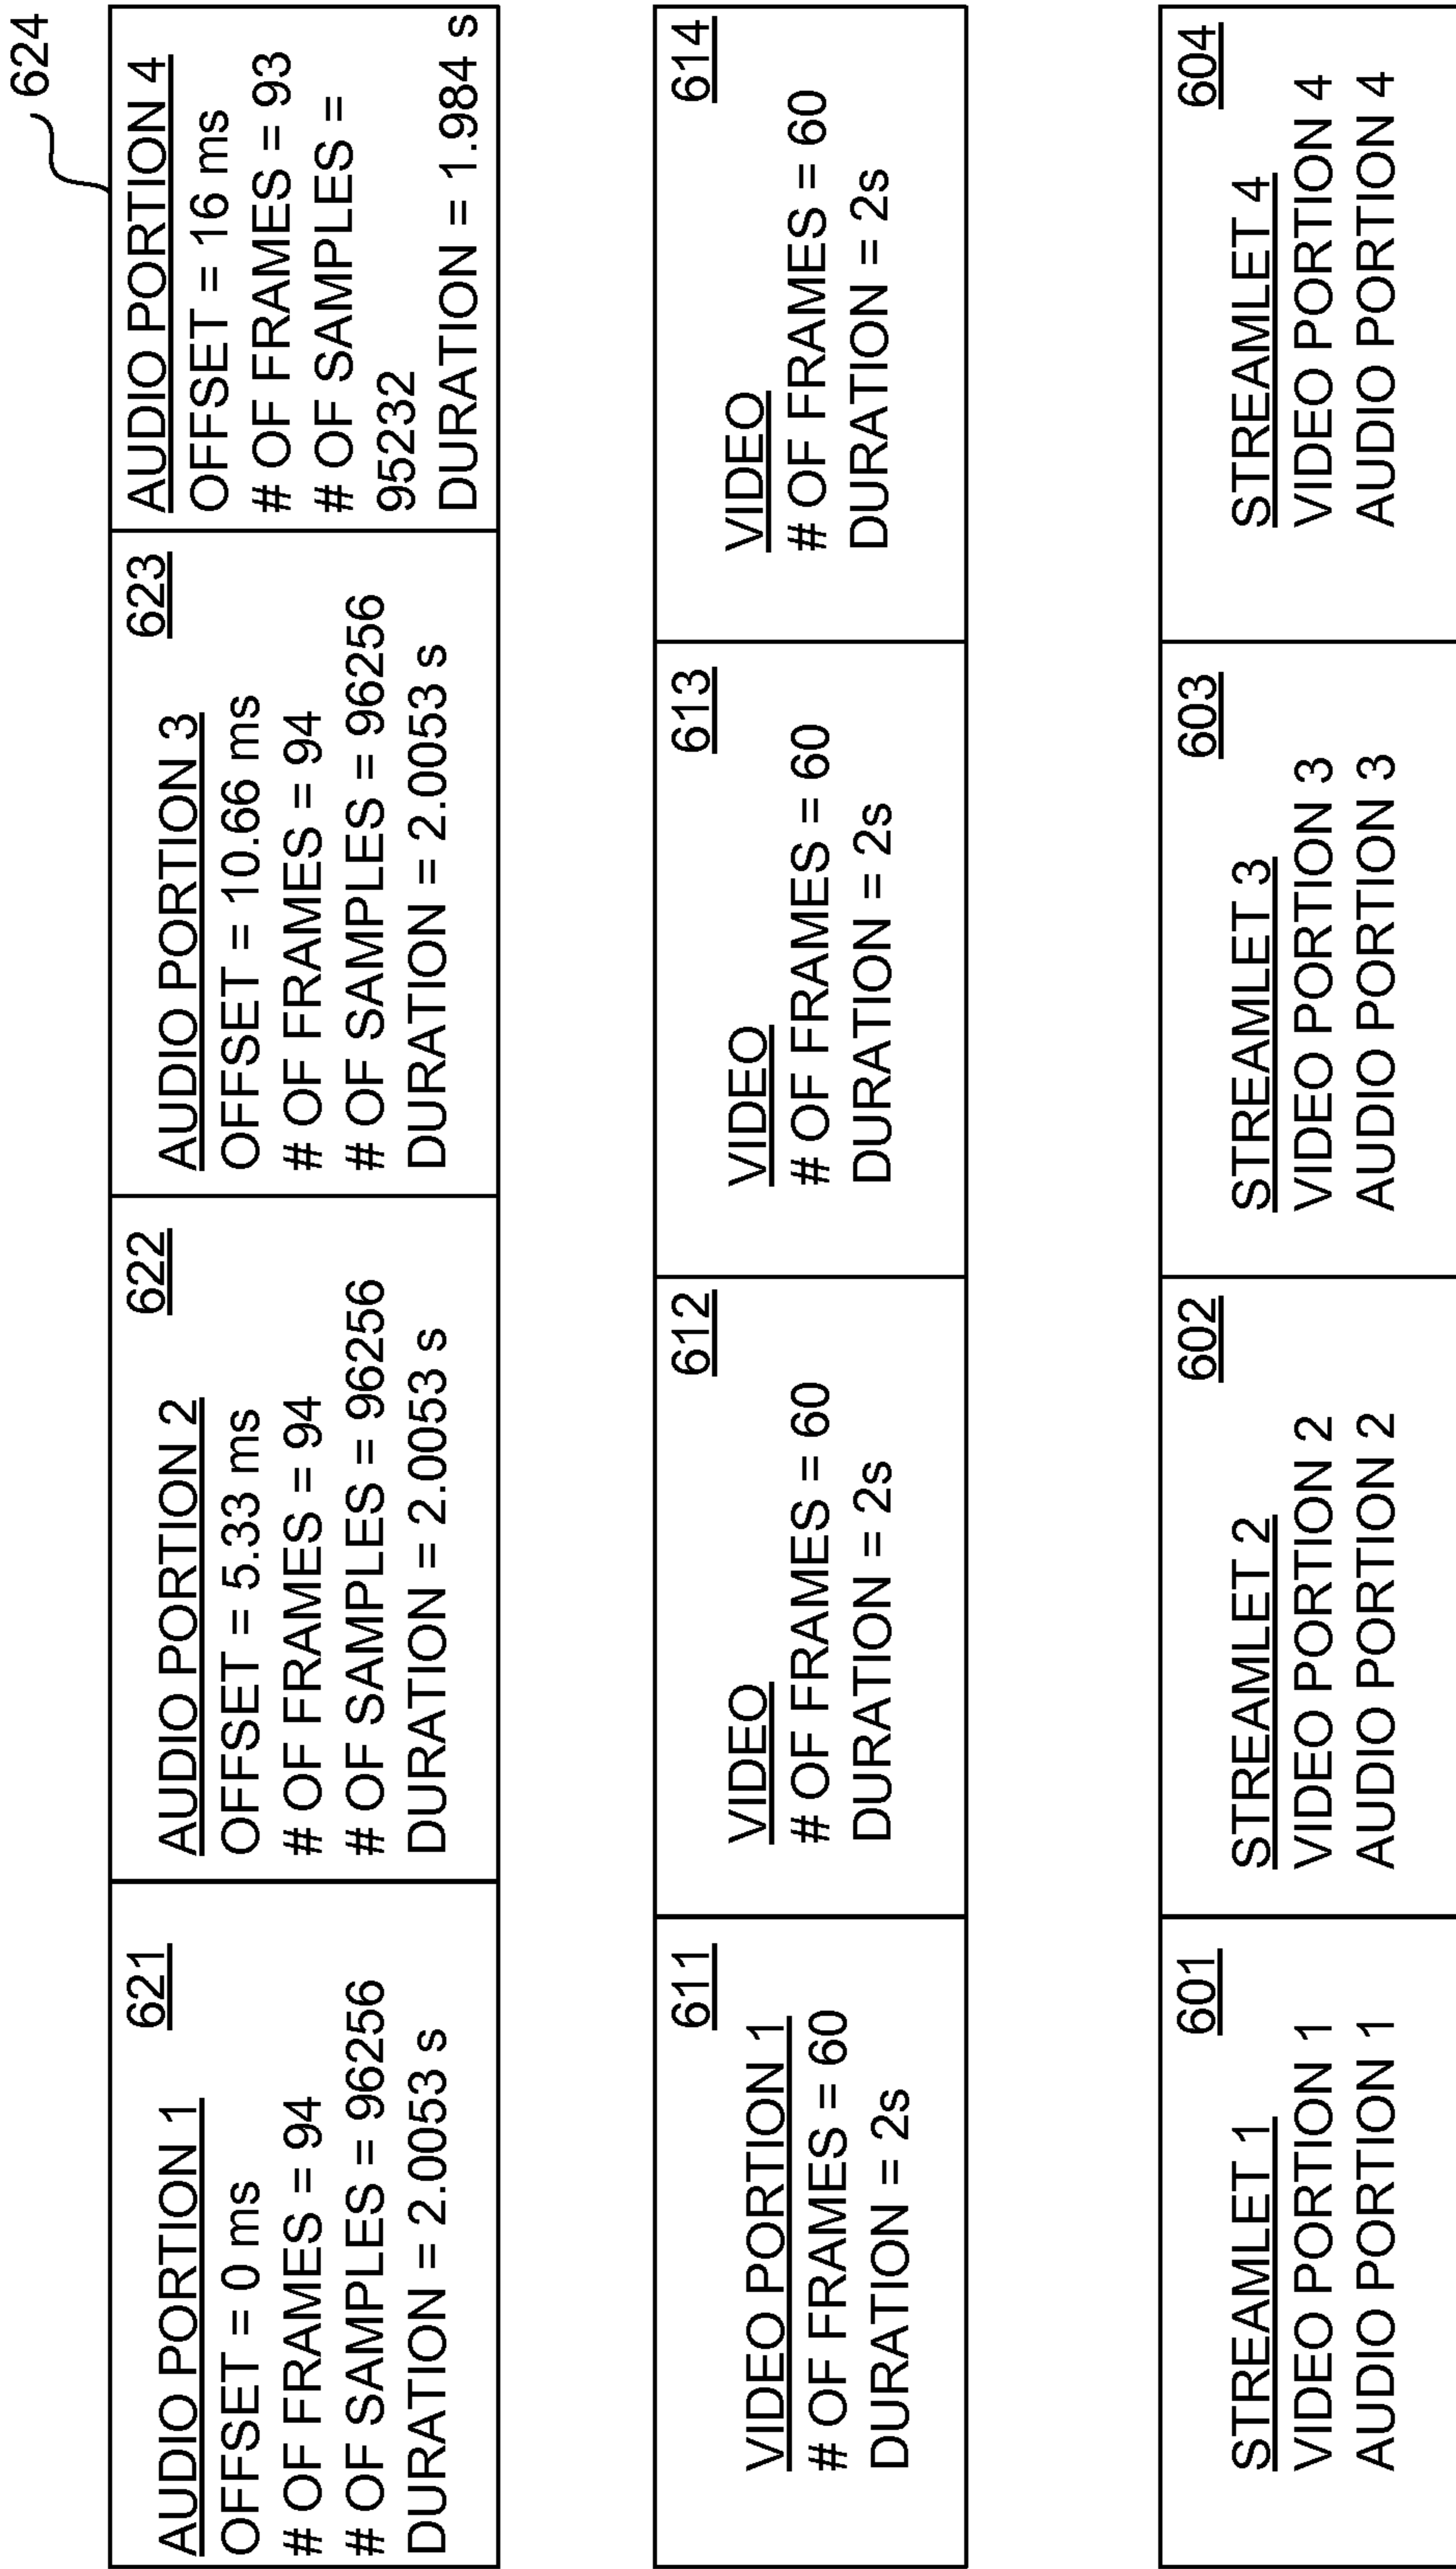 624
621
AUDIO PORTION 1
OFFSET = 0 ms
# OF FRAMES = 94
# OF SAMPLES = 96256
DURATION = 2.0053 s
622
AUDIO PORTION 2
OFFSET = 5.33 ms
# OF FRAMES = 94
# OF SAMPLES = 96256
DURATION = 2.0053 s
623
AUDIO PORTION 3
OFFSET = 10.66 ms
# OF FRAMES = 94
# OF SAMPLES = 96256
DURATION = 2.0053 s
AUDIO PORTION 4
OFFSET = 16 ms
# OF FRAMES = 93
# OF SAMPLES =
95232
DURATION = 1.984 s
611
VIDEO PORTION 1
# OF FRAMES = 60
DURATION = 2s
612
VIDEO
# OF FRAMES = 60
DURATION = 2s
613
VIDEO
# OF FRAMES = 60
DURATION = 2s
614
VIDEO
# OF FRAMES = 60
DURATION = 2s
601
STREAMLET 1
VIDEO PORTION 1
AUDIO PORTION 1
602
STREAMLET 2
VIDEO PORTION 2
AUDIO PORTION 2
603
STREAMLET 3
VIDEO PORTION 3
AUDIO PORTION 3
604
STREAMLET 4
VIDEO PORTION 4
AUDIO PORTION 4